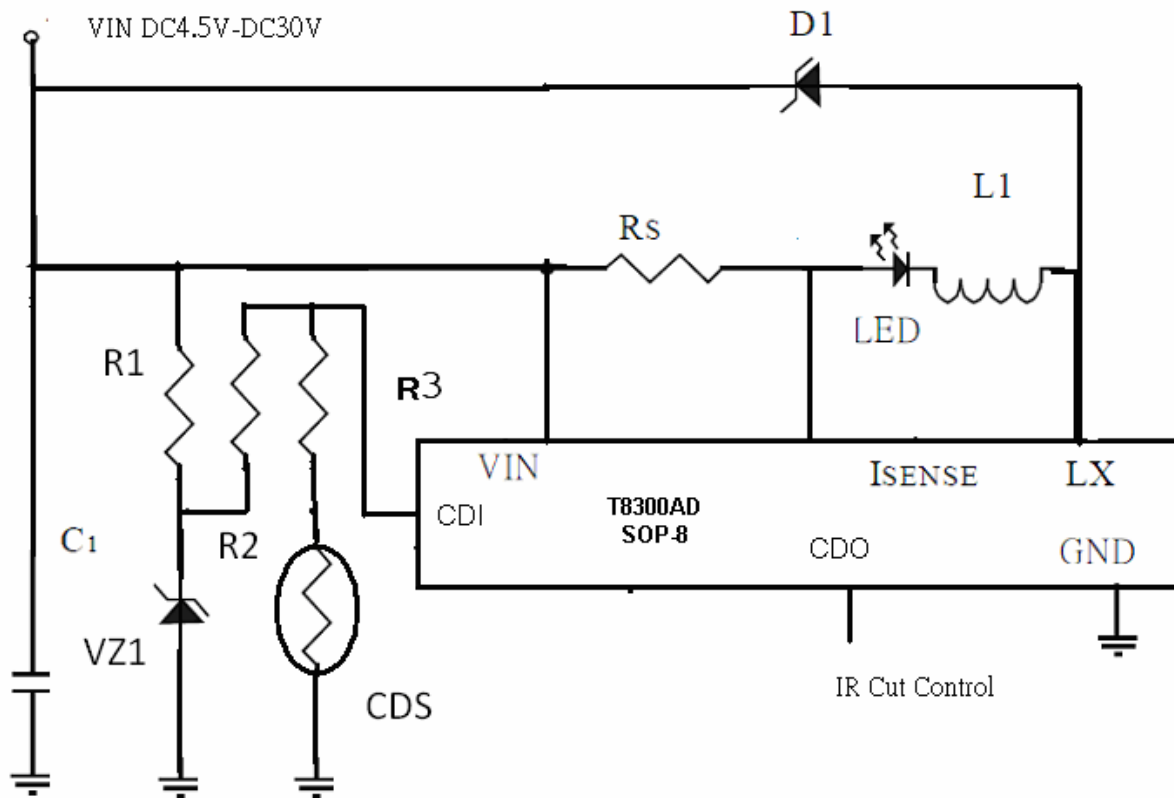 VIN DC4.5V-DC30V
D1
L1
Rs
LED
R1
R3
VIN
ISENSE
LX
CDI
T8300AD
SOP-8
C1
R2
CDO
GND
VZ1
CDS
IR Cut Control